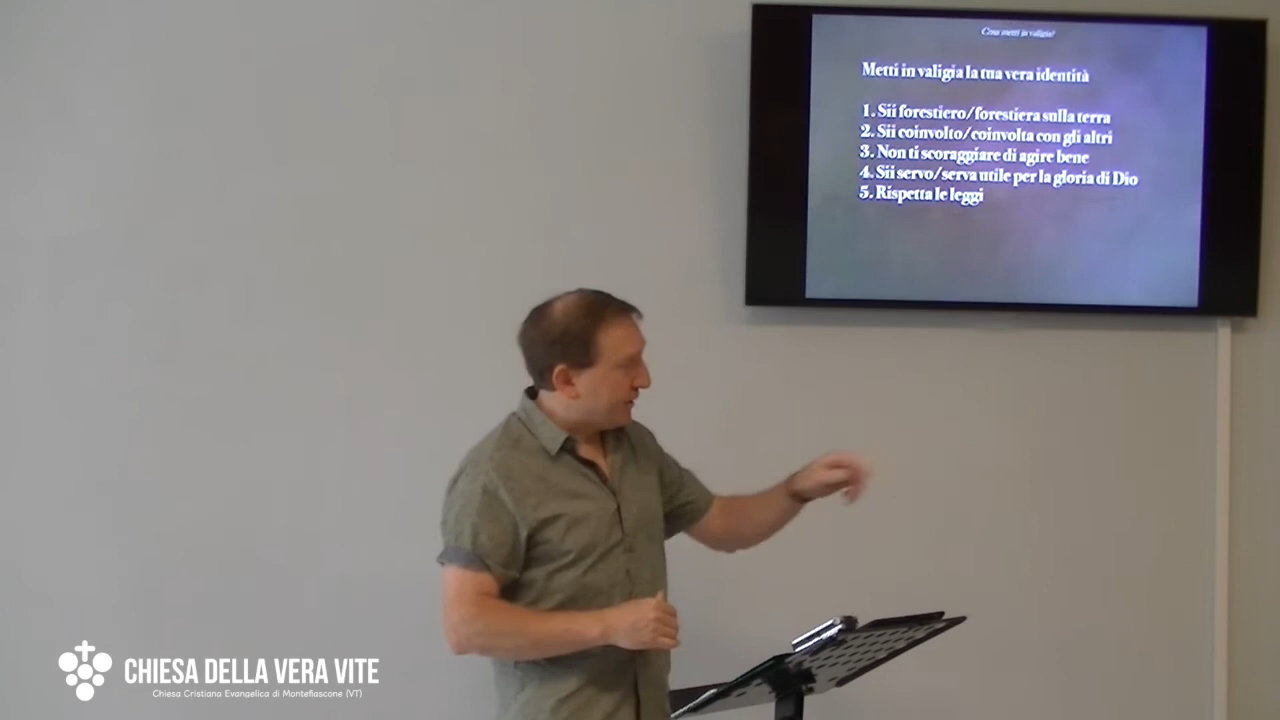 Cosa metti in valigia?
Metti in valigia la tua vera identità
1. Sii forestiero/forestiera sulla terra
2. Sii coinvolto/coinvolta con gli altri
3. Non ti scoraggiare di agire bene
4. Sii servo/serva utile per la gloria di Dio
5. Rispetta le leggi
CHIESA DELLA VERA VITE
Chiesa Cristiana Evangelica di Montefiascone (VT)